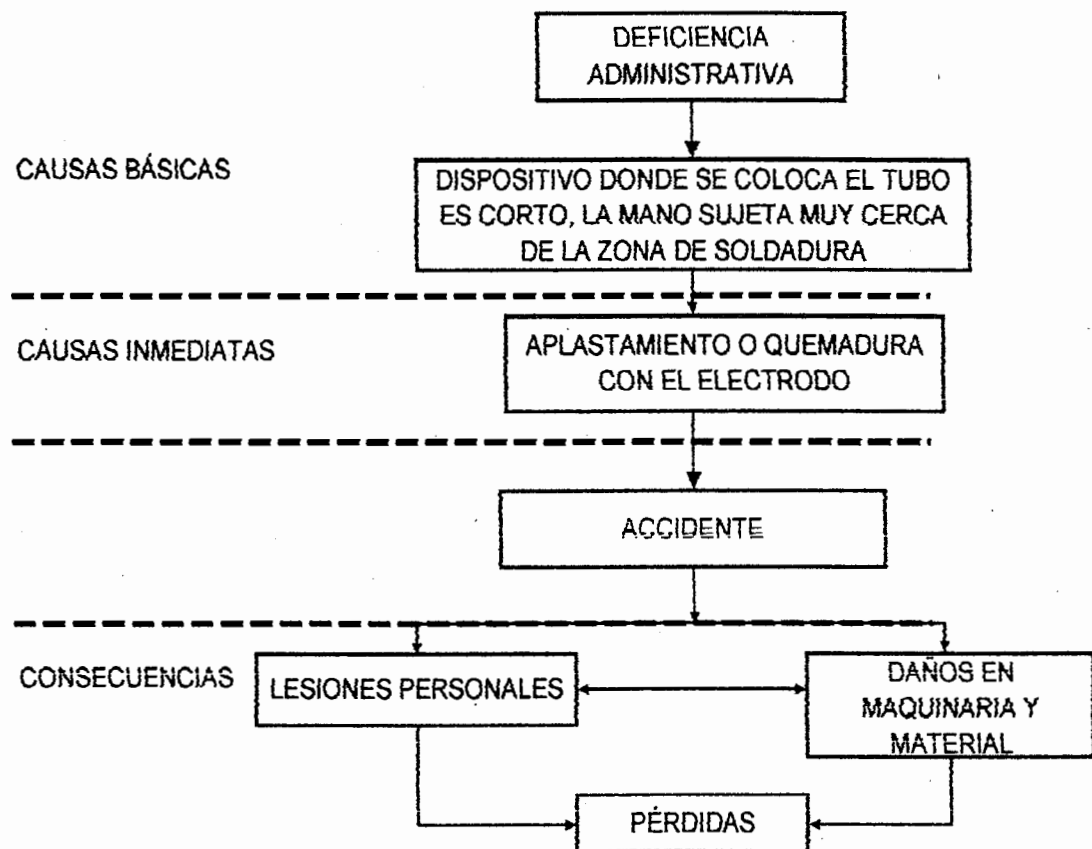 DEFICIENCIA
ADMINISTRATIVA
CAUSAS BÁSICAS
DISPOSITIVO DONDE SE COLOCA EL TUBO
ES CORTO, LA MANO SUJETA MUY CERCA
DE LA ZONA DE SOLDADURA
CAUSAS INMEDIATAS
APLASTAMIENTO O QUEMADURA
CON EL ELECTRODO
ACCIDENTE
CONSECUENCIAS
LESIONES PERSONALES
DAÑOS EN
MAQUINARIA Y
MATERIAL
PÉRDIDAS